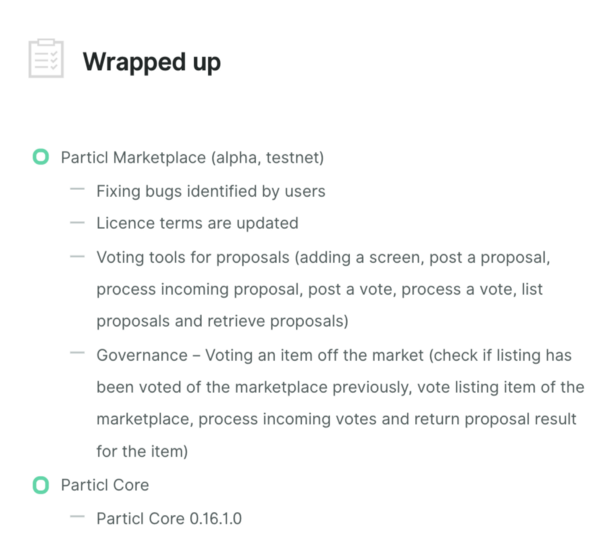 Wrapped up
Particl Marketplace (alpha, testnet)
— Fixing bugs identified by users
— Licence terms are updated
— Voting tools for proposals (adding a screen, post a proposal,
process incoming proposal, post a vote, process a vote, list
proposals and retrieve proposals)
— Governance – Voting an item off the market (check if listing has
been voted of the marketplace previously, vote listing item of the
marketplace, process incoming votes and return proposal result
for the item)
Particl Core
— Particl Core 0.16.1.0